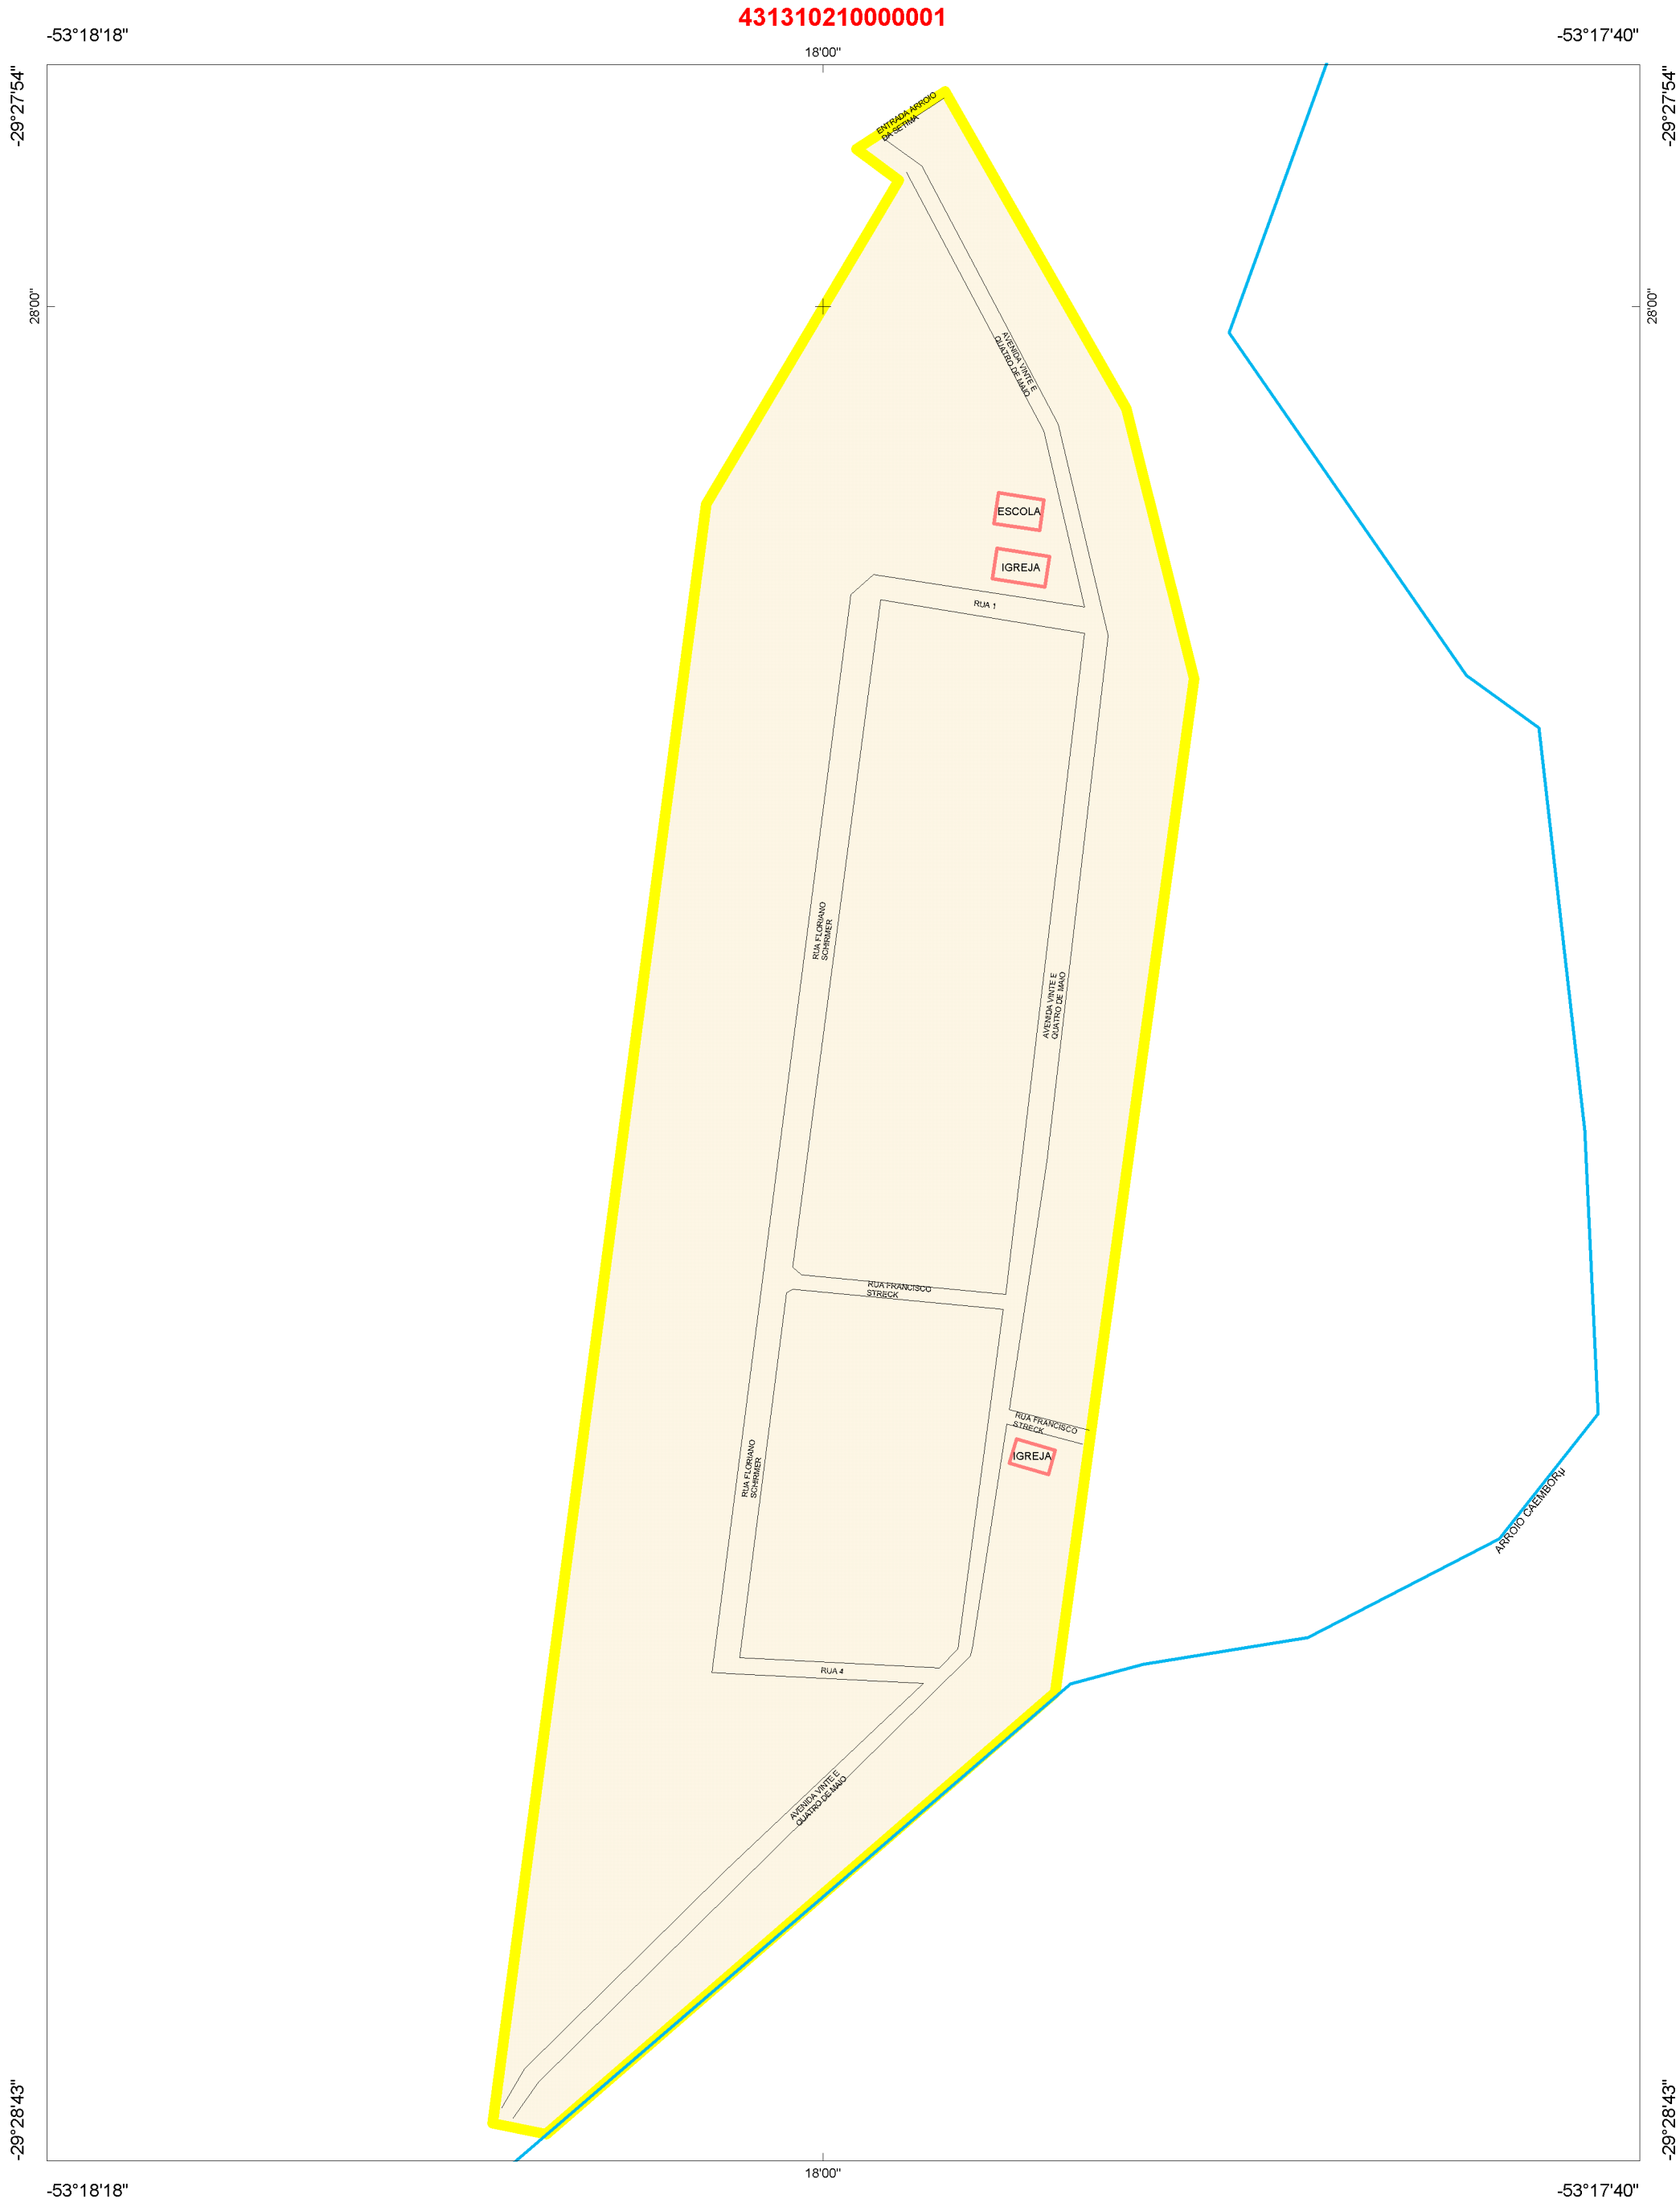 431310210000001
-53°18'18"
-53°17'40"
18'00"
-29°27'54"
-29°27'54"
ENTRADA ARROIO
DA SETIMA
28'00"
28'00"
AVENIDA VINTE E
QUATRO DE MAIO
ESCOLA
IGREJA
RUA 1
RUA FLORIANO
SCHIRMER
AVENIDA VINTE E
QUATRO DE MAIO
RUA FRANCISCO
STRECK
RUA FRANCISCO
STRECK
IGREJA
RUA FLORIANO
SCHIRMER
ARROIO CAEMBORµ
RUA 4
AVENIDA VINTE E
QUATRO DE MAIO
-29°28'43"
-29°28'43"
18'00"
-53°18'18"
-53°17'40"